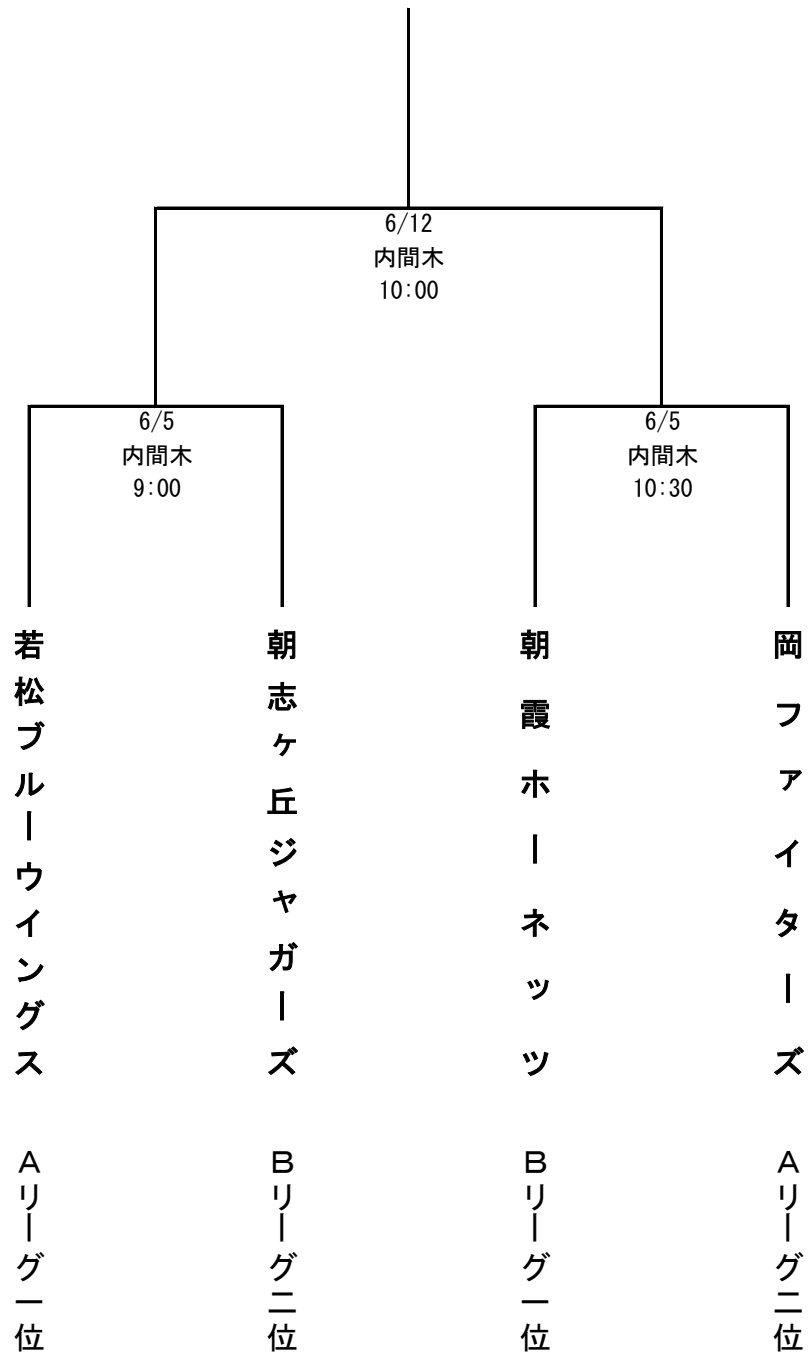 6/12
内間木
10:00
6/5
内間木
9:00
6/5
内間木
10:30
若松ブルーウイングス
朝志ヶ丘ジャガーズ
朝霞ホーネッツ
岡ファイターズ
Aリーグ一位
Bリーグ二位
Bリーグ一位
Aリーグ二位